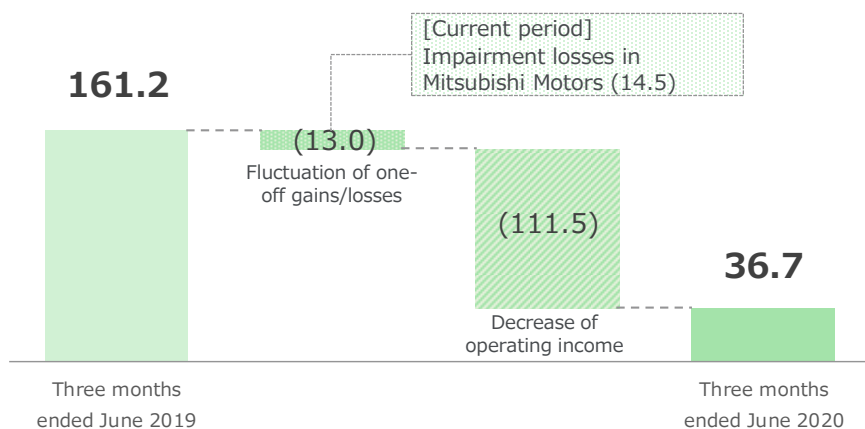 [Current period]
Impairment losses in
Mitsubishi Motors (14.5)
161.2
(13.0)
Fluctuation of one-
off gains/losses
(111.5)
36.7
Decrease of
operating income
Three months
ended June 2019
Three months
ended June 2020